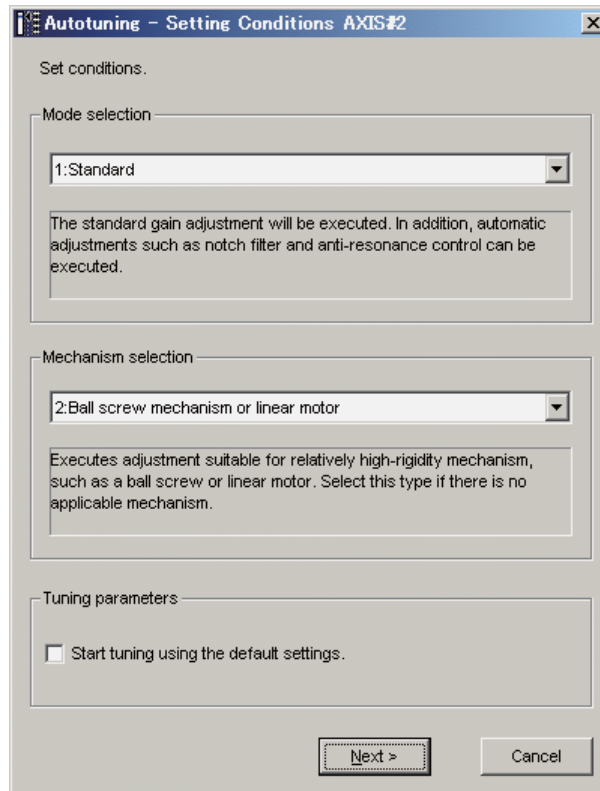 Autotuning - Setting Conditions AXIS#2
Set conditions.
Mode selection
1:Standard
The standard gain adjustment will be executed. In addition, automatic
adjustments such as notch filter and anti-resonance control can be
executed.
Mechanism selection
2:Ball screw mechanism or linear motor
Executes adjustment suitable for relatively high-rigidity mechanism,
such as a ball screw or linear motor. Select this type if there is no
applicable mechanism.
Tuning parameters
Start tuning using the default settings.
Next >
Cancel